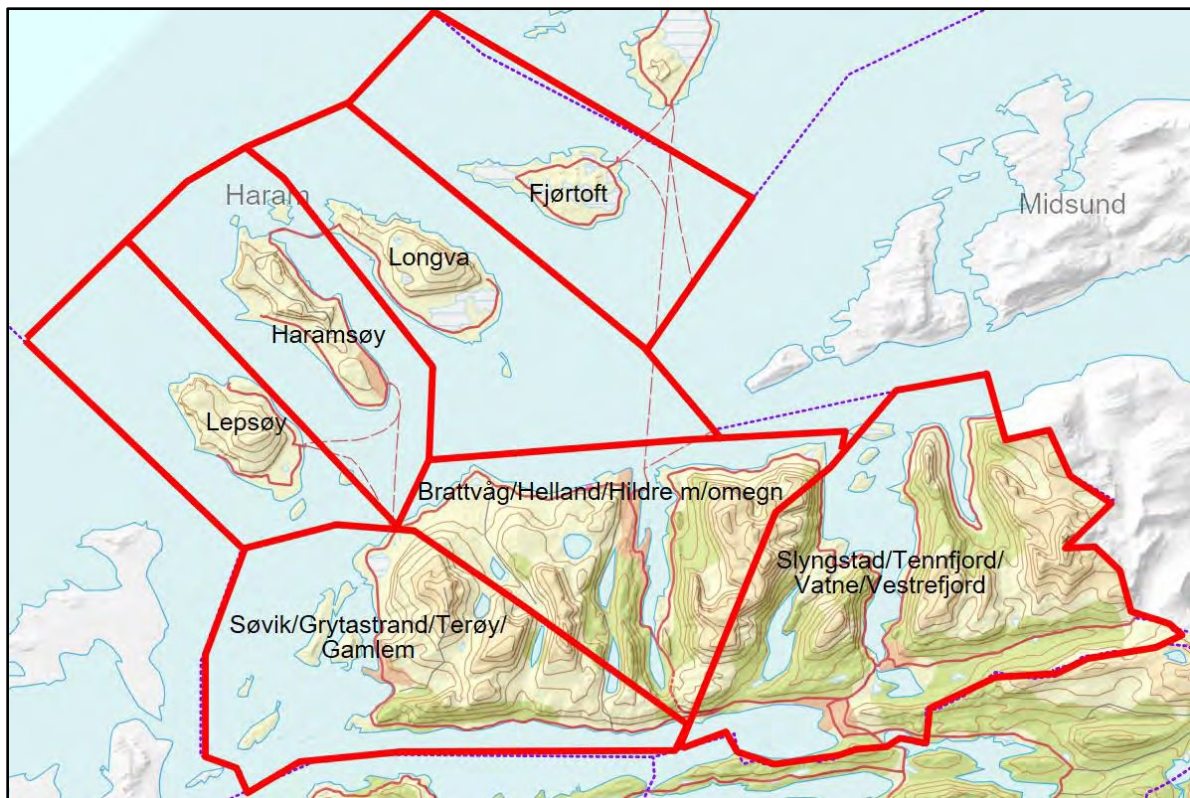 Fjørtoft
Haram
Midsund
Longva
Haramsøy
Lepsøy
Brattvåg/Helland/Hildre m/omegn
Slyngstad/Tennfjord/
Vatne/Vestrefjord
Søvik/Grytastrand/Terøy/
Gamlem